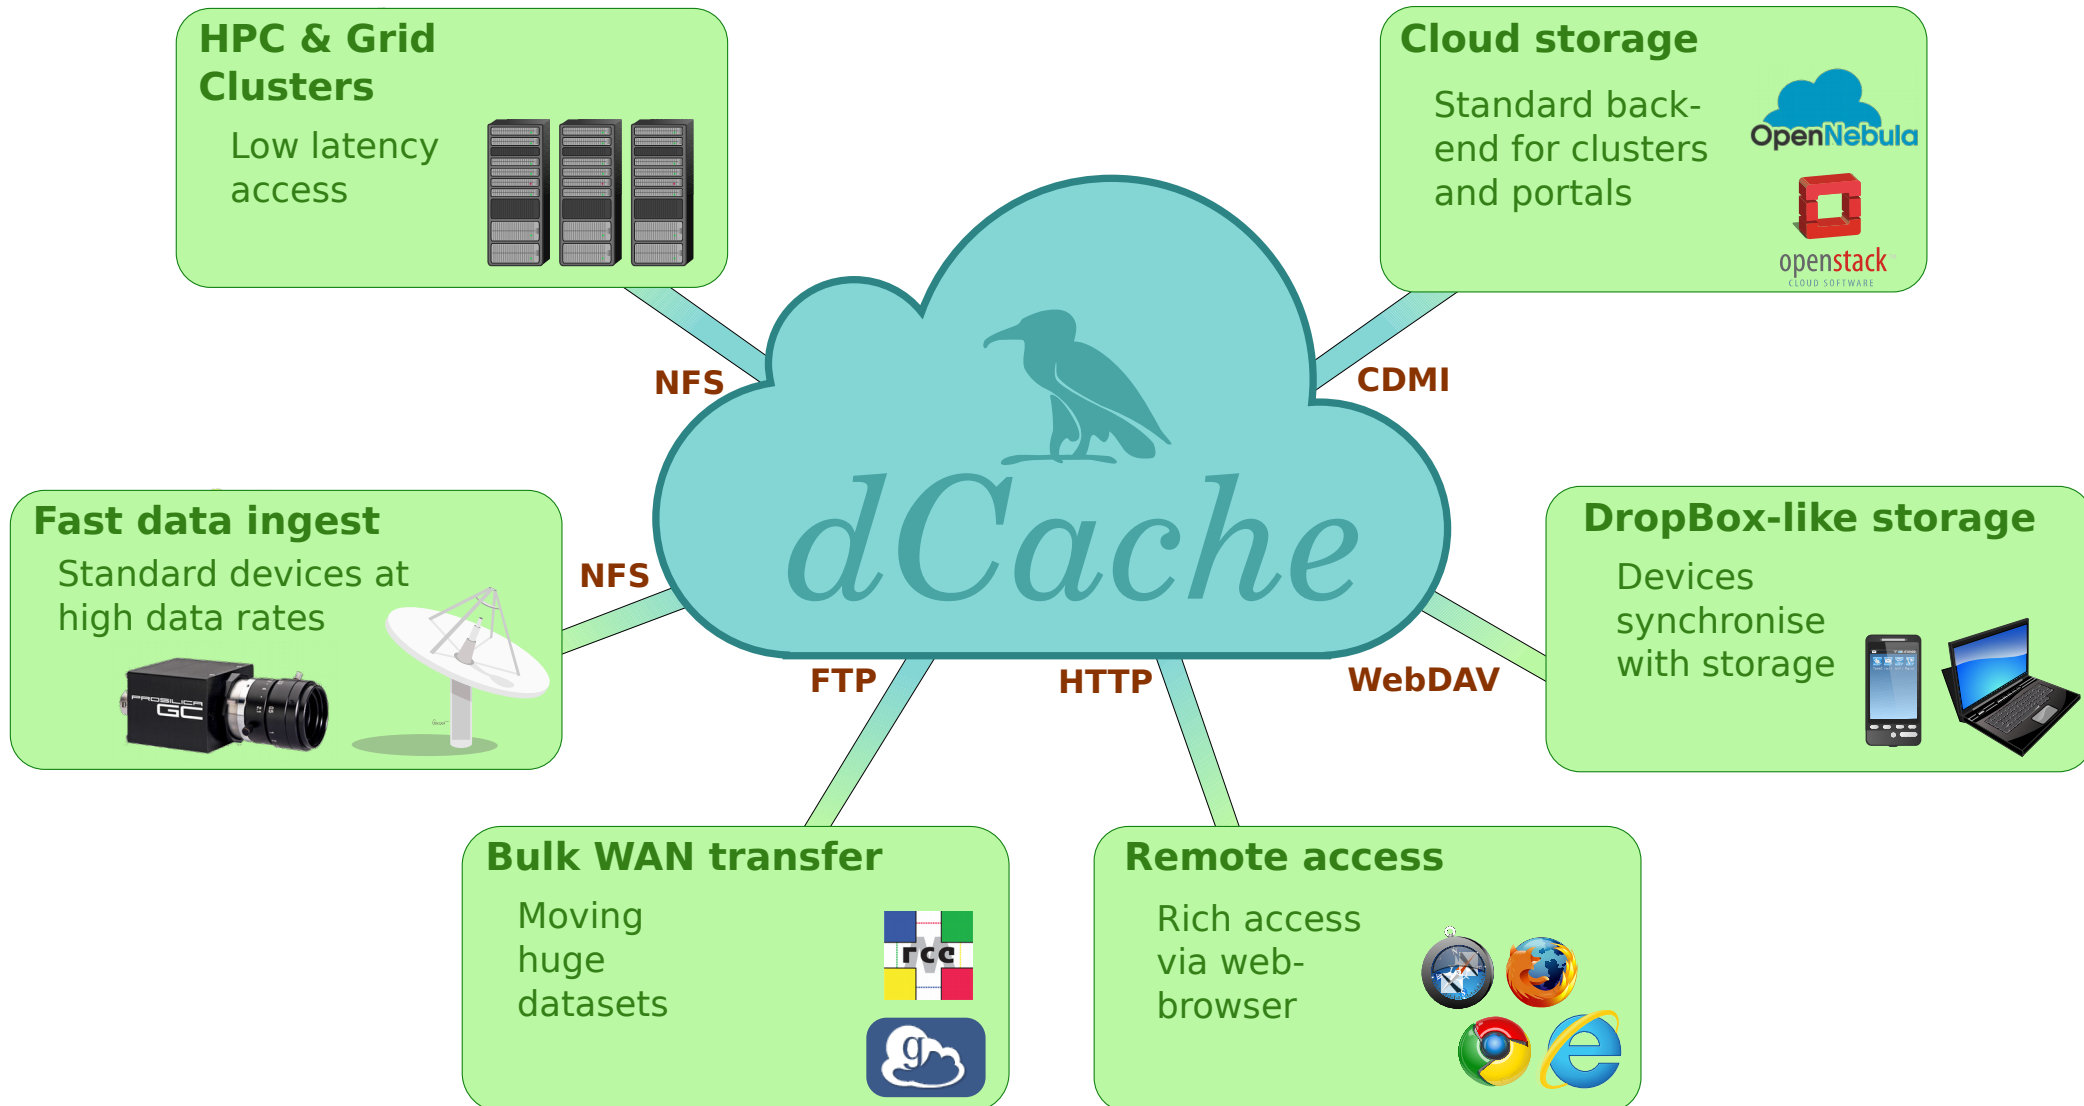 HPC & Grid
Clusters
Low latency
access
Cloud storage
Standard back-
end for clusters
and portals
OpenNebula
openstack
CLOUD SOFTWARE
NFS
CDMI
dCache
Fast data ingest
Standard devices at
high data rates
PROSILICA
GC
NFS
DropBox-like storage
Devices
synchronise
with storage
FTP
HTTP
WebDAV
Bulk WAN transfer
Moving
huge
datasets
rcc
g
Remote access
Rich access
via web-
browser